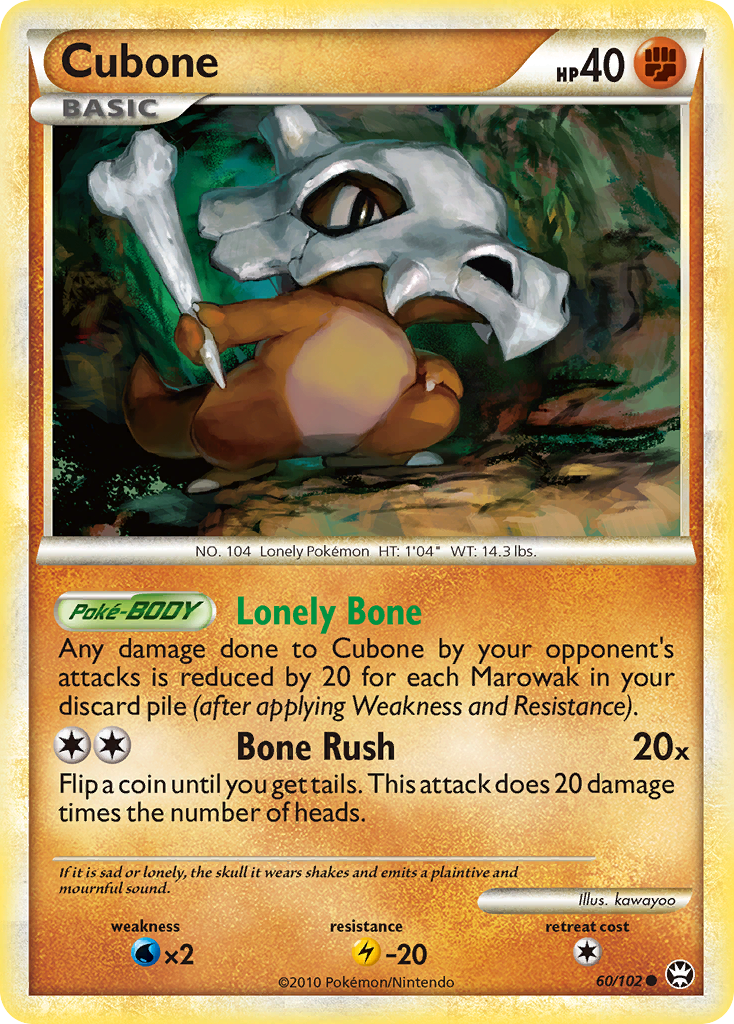 Cubone
HP40
BASIC
NO. 104 Lonely Pokémon HT: 1'04" WT: 14.3 lbs.
Poké-BODY Lonely Bone
Any damage done to Cubone by your opponent's
attacks is reduced by 20 for each Marowak in your
discard pile (after applying Weakness and Resistance).
Bone Rush 20x
Flip a coin until you get tails. This attack does 20 damage
times the number of heads.
If it is sad or lonely, the skull it wears shakes and emits a plaintive and
mournful sound.
Illus. kawayoo
weakness resistance retreat cost
×2 -20
©2010 Pokémon/Nintendo 60/102